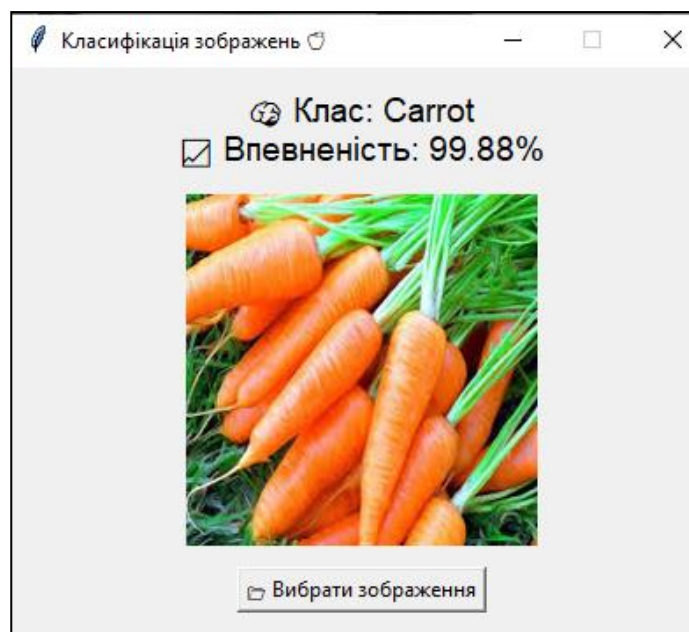 Класифікація зображень 🍎
🧠 Клас: Carrot
📈 Впевненість: 99.88%
📂 Вибрати зображення